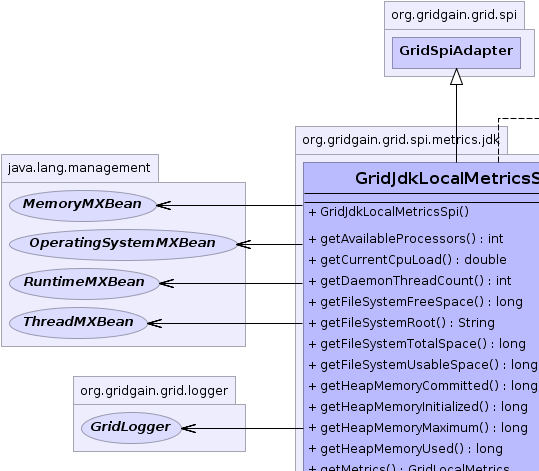 org.gridgain.grid.spi
GridSpiAdapter
org.gridgain.grid.spi.metrics.jdk
java.lang.management
GridJdkLocalMetricsS
MemoryMXBean
OperatingSystemMXBean
RuntimeMXBean
ThreadMXBean
+ GridJdkLocalMetricsSpi()
+ getAvailableProcessors() : int
+ getCurrentCpuLoad() : double
+ getDaemonThreadCount() : int
+ getFileSystemFreeSpace() : long
+ getFileSystemRoot() : String
+ getFileSystemTotalSpace() : long
+ getFileSystemUsableSpace() : long
+ getHeapMemoryCommitted() : long
+ getHeapMemoryInitialized() : long
+ getHeapMemoryMaximum() : long
+ getHeapMemoryUsed() : long
+ getMetrics() : GridLocalMetrics
org.gridgain.grid.logger
GridLogger